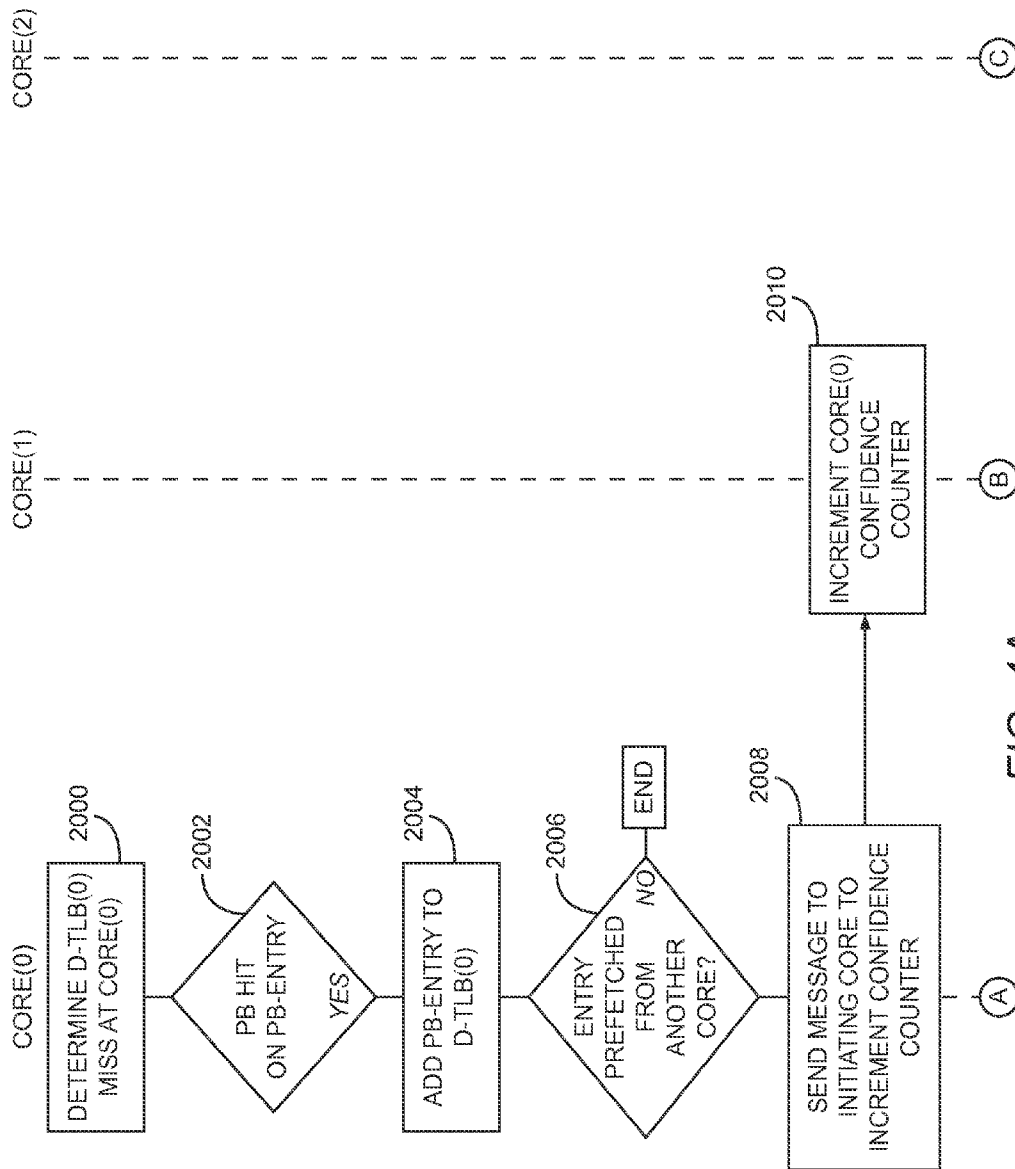 CORE(0)
CORE(1)
CORE(2)
DETERMINE D-TLB(0)
MISS AT CORE(0)
2000
PB HIT
ON PB-ENTRY
YES
2002
ADD PB-ENTRY TO
D-TLB(0)
2004
ENTRY
PREFETCHED
FROM
ANOTHER
CORE?
NO
2006
END
SEND MESSAGE TO
INITIATING CORE TO
INCREMENT CONFIDENCE
COUNTER
2008
INCREMENT CORE(0)
CONFIDENCE
COUNTER
2010
A
B
C
FIG. 4A